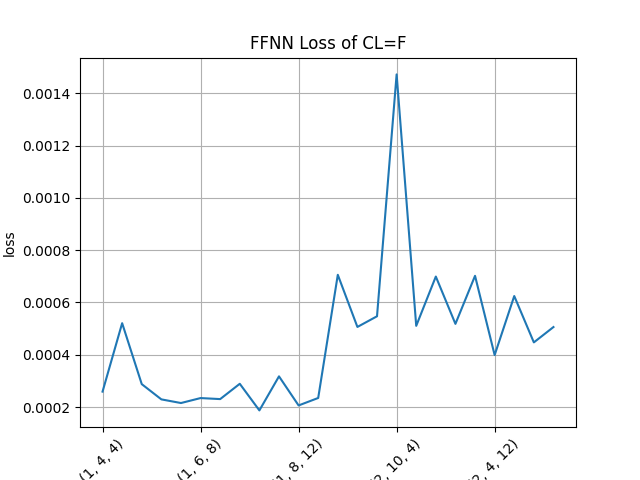 FFNN Loss of CL=F
0.0014
0.0012
0.0010
0.0008
0.0006
0.0004
0.0002
loss
(1, 4, 4)
(1, 6, 8)
1, 8, 12)
2, 10, 4)
2, 4, 12)